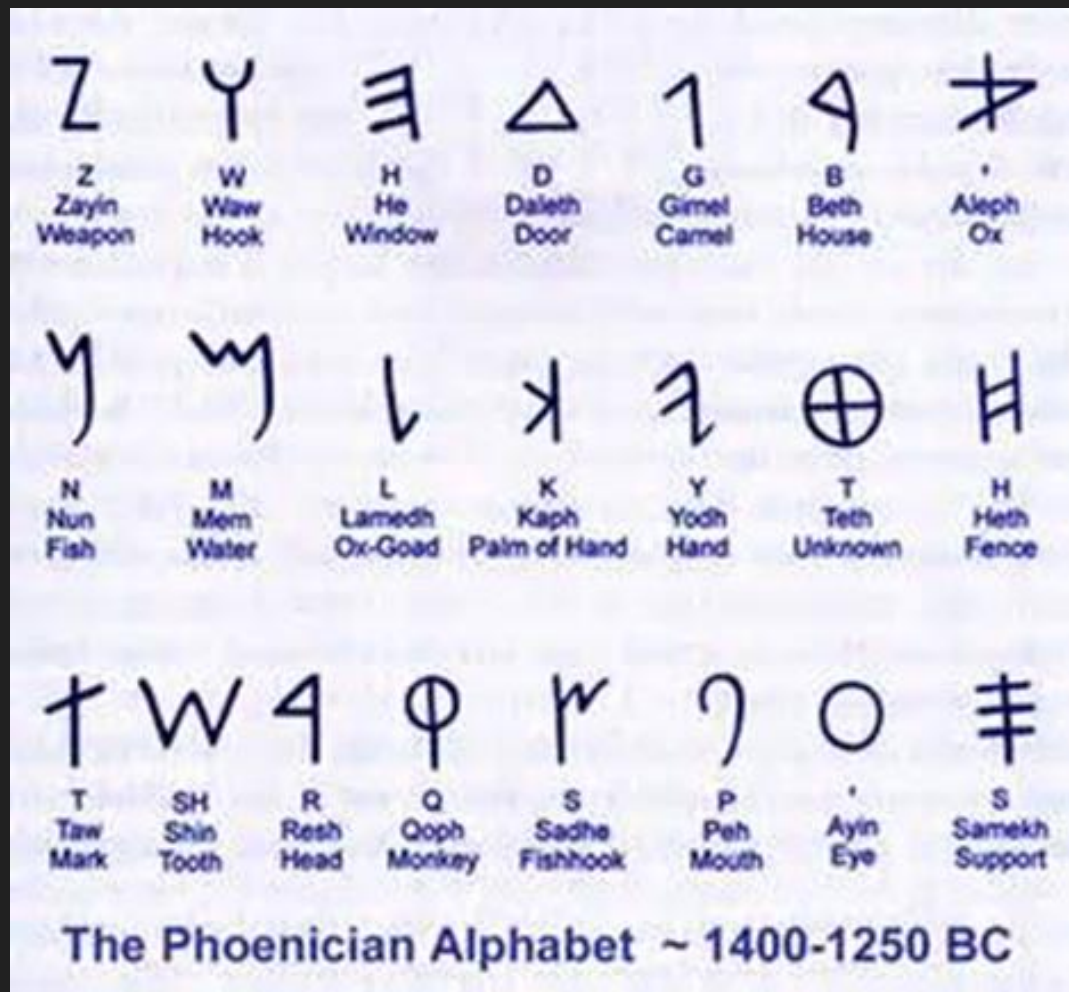 𐤀 𐤁 𐤂 𐤃 𐤄 𐤅 𐤆
Z W H D G B '
Zayin Waw He Daleth Gimel Beth Aleph
Weapon Hook Window Door Camel House Ox
𐤇 𐤈 𐤉 𐤊 𐤋 𐤌 𐤍
N M L K Y T H
Nun Mem Lamedh Kaph Yodh Teth Heth
Fish Water Ox-Goad Palm of Hand Hand Unknown Fence
𐤎 𐤏 𐤐 𐤑 𐤒 𐤓 𐤔 𐤕
T SH R Q S P ' S
Taw Shin Resh Qoph Sadhe Peh Ayin Samekh
Mark Tooth Head Monkey Fishhook Mouth Eye Support
The Phoenician Alphabet ~ 1400-1250 BC